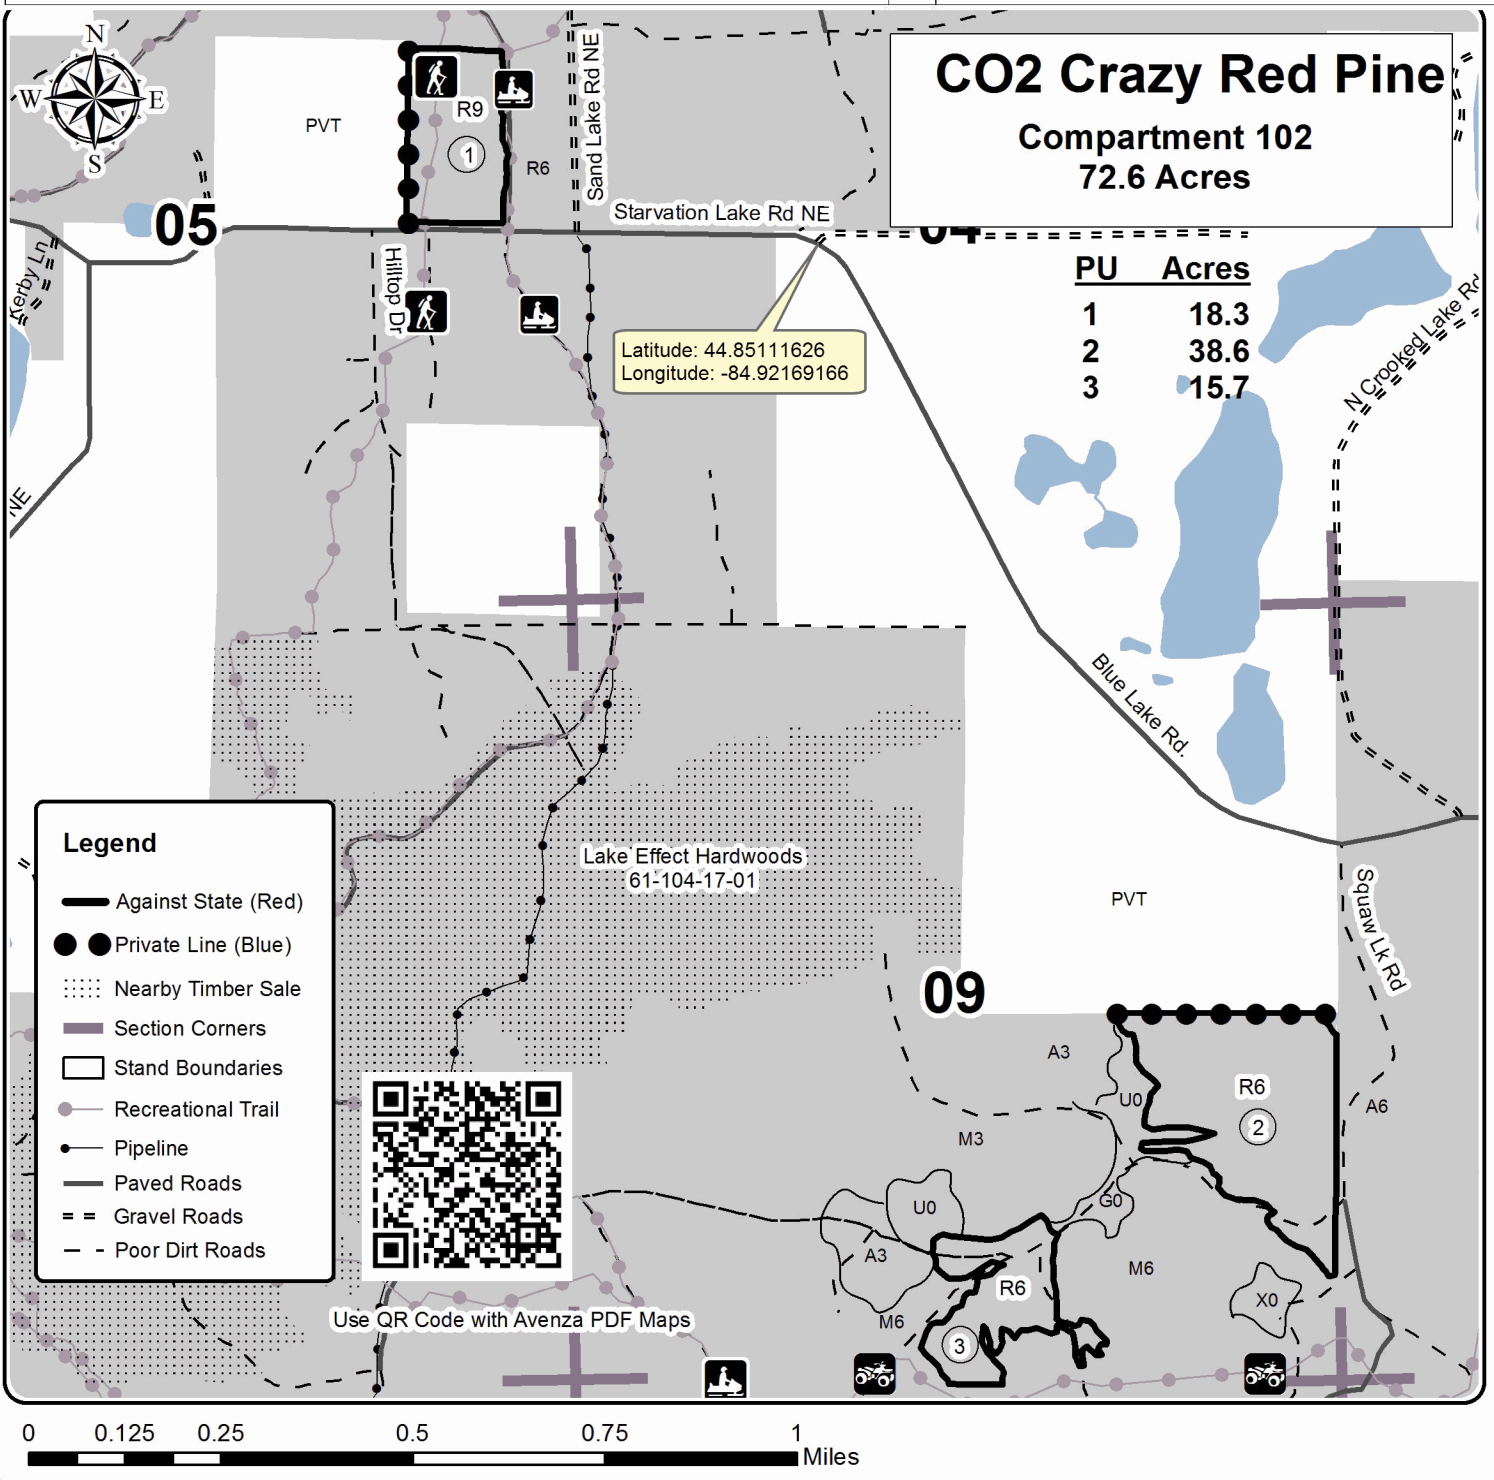 N
W
E
S
CO2 Crazy Red Pine
Compartment 102
72.6 Acres
PVT
R9
1
R6
Sand Lake Rd NE
Starvation Lake Rd NE
05
04
Kerby Ln
Hilltop Dr
PU Acres
1 18.3
2 38.6
3 15.7
Latitude: 44.85111626
Longitude: -84.92169166
N Crooked Lake Rd
NE
Blue Lake Rd.
Lake Effect Hardwoods
61-104-17-01
PVT
Squaw Lk Rd
09
Legend
Against State (Red)
Private Line (Blue)
Nearby Timber Sale
Section Corners
Stand Boundaries
Recreational Trail
Pipeline
Paved Roads
Gravel Roads
Poor Dirt Roads
A3
U0
R6
2
A6
M3
U0
G0
A3
M6
R6
X0
M6
3
Use QR Code with Avenza PDF Maps
0 0.125 0.25 0.5 0.75 1
Miles